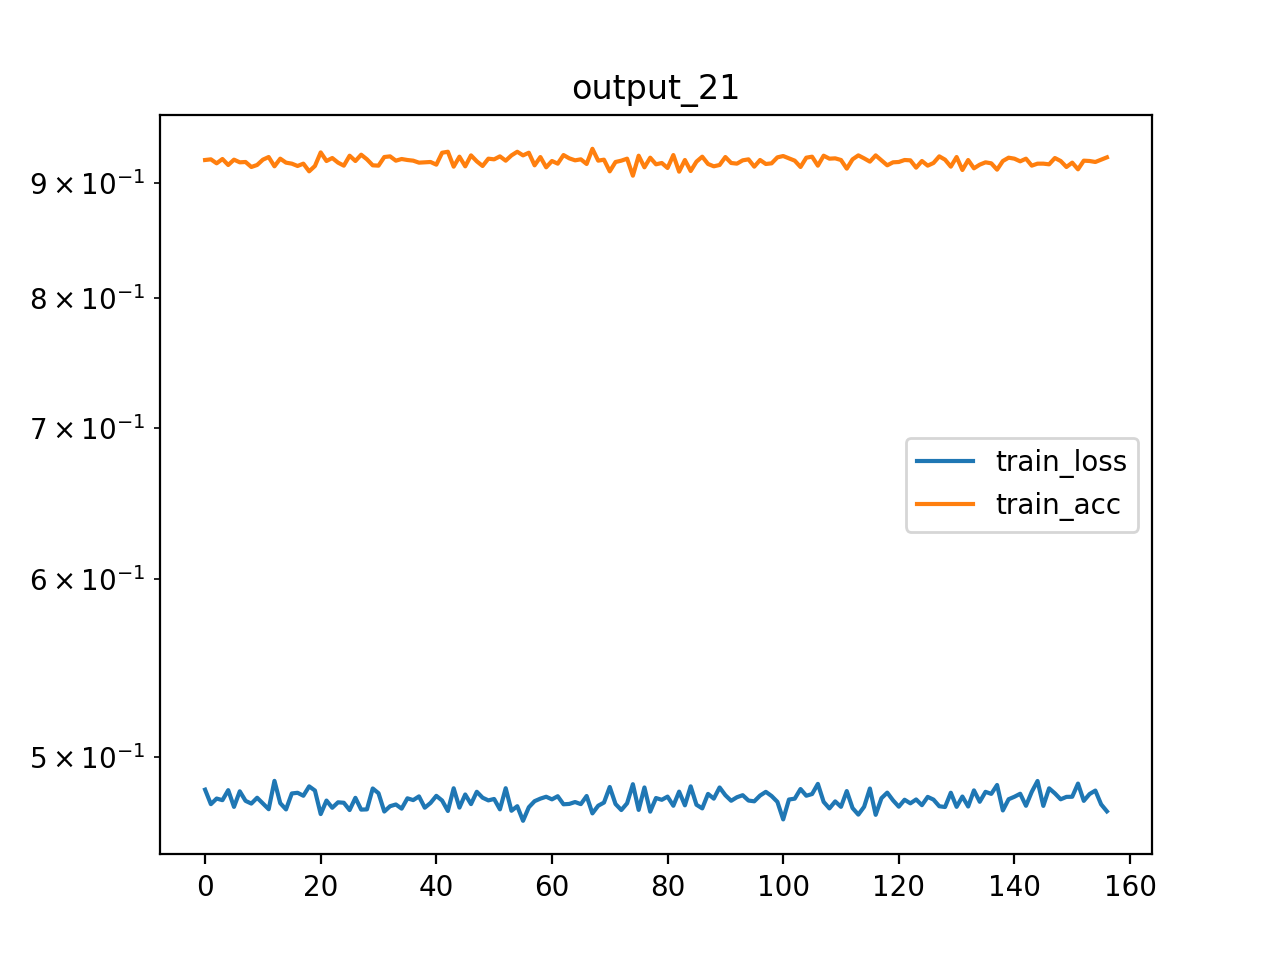 output_21
9 × 10⁻¹
8 × 10⁻¹
7 × 10⁻¹
6 × 10⁻¹
5 × 10⁻¹
train_loss
train_acc
0 20 40 60 80 100 120 140 160